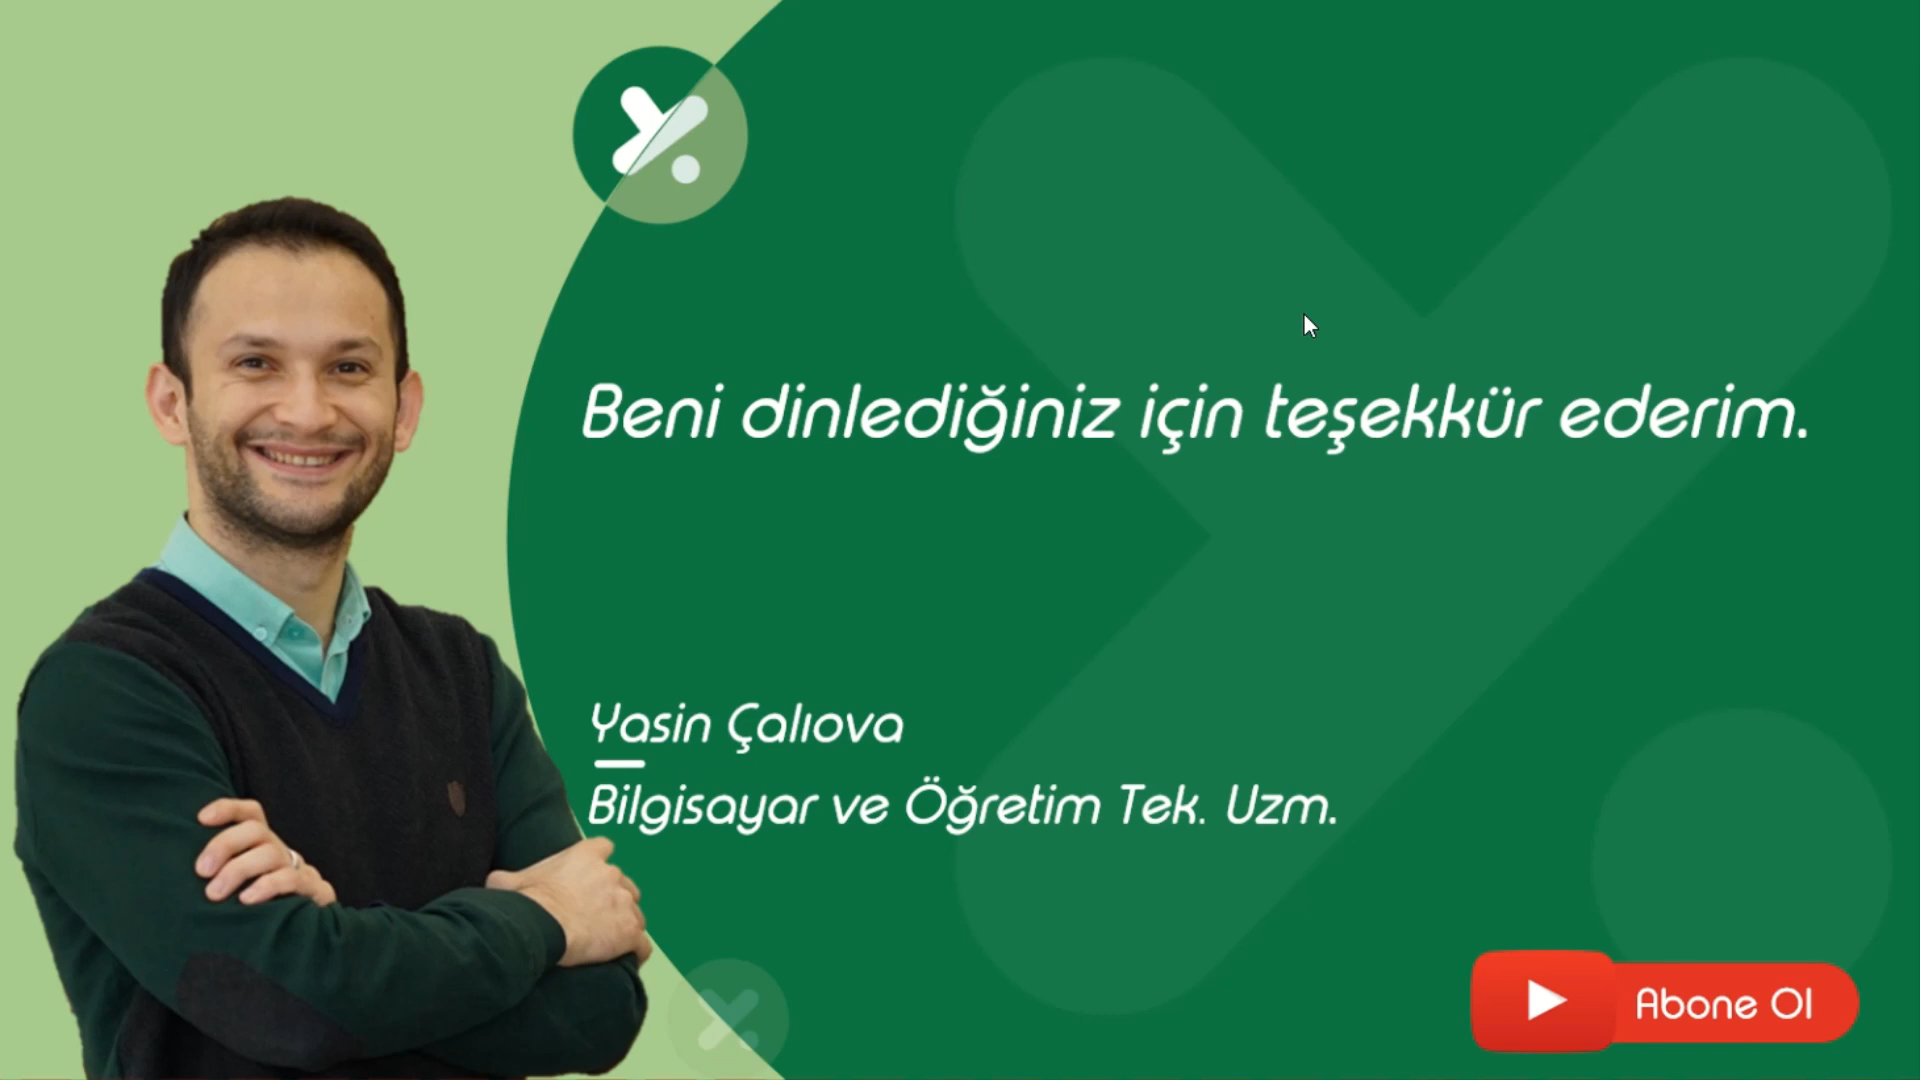 Beni dinlediğiniz için teşekkür ederim.
Yasin Çalıova
Bilgisayar ve Öğretim Tek. Uzm.
Abone Ol